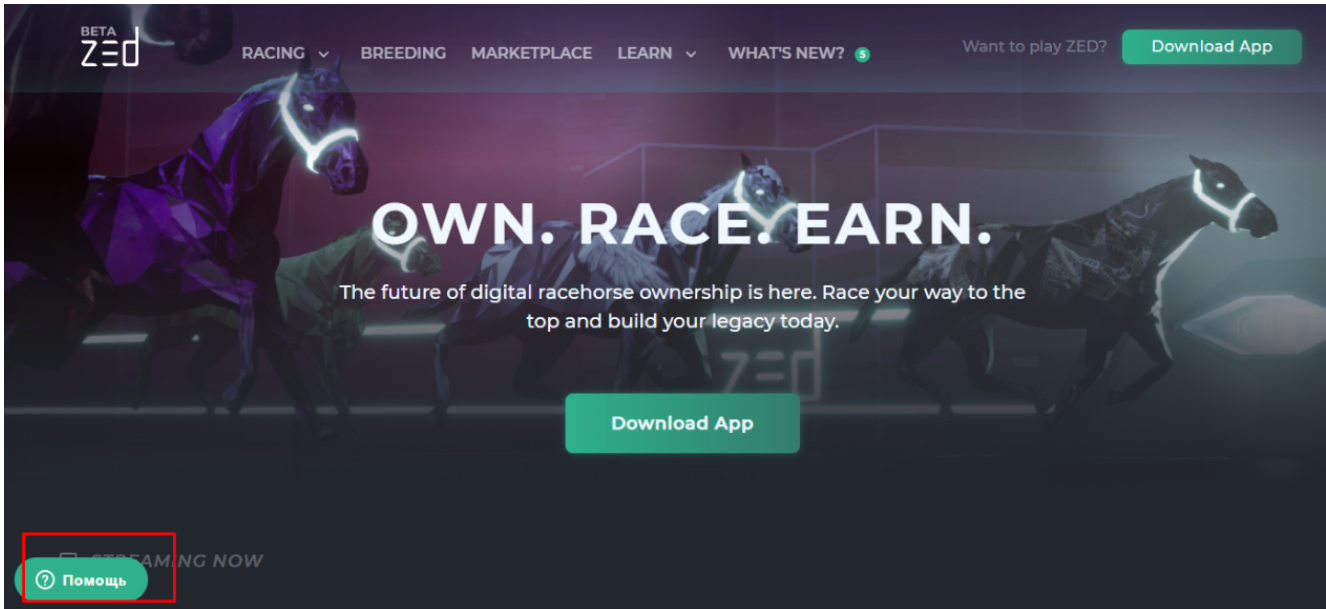 BETA
zed
RACING
BREEDING
MARKETPLACE
LEARN
WHAT'S NEW? 5
Want to play ZED?
Download App
OWN. RACE. EARN.
The future of digital racehorse ownership is here. Race your way to the
top and build your legacy today.
zed
Download App
STREAMING NOW
? Помощь